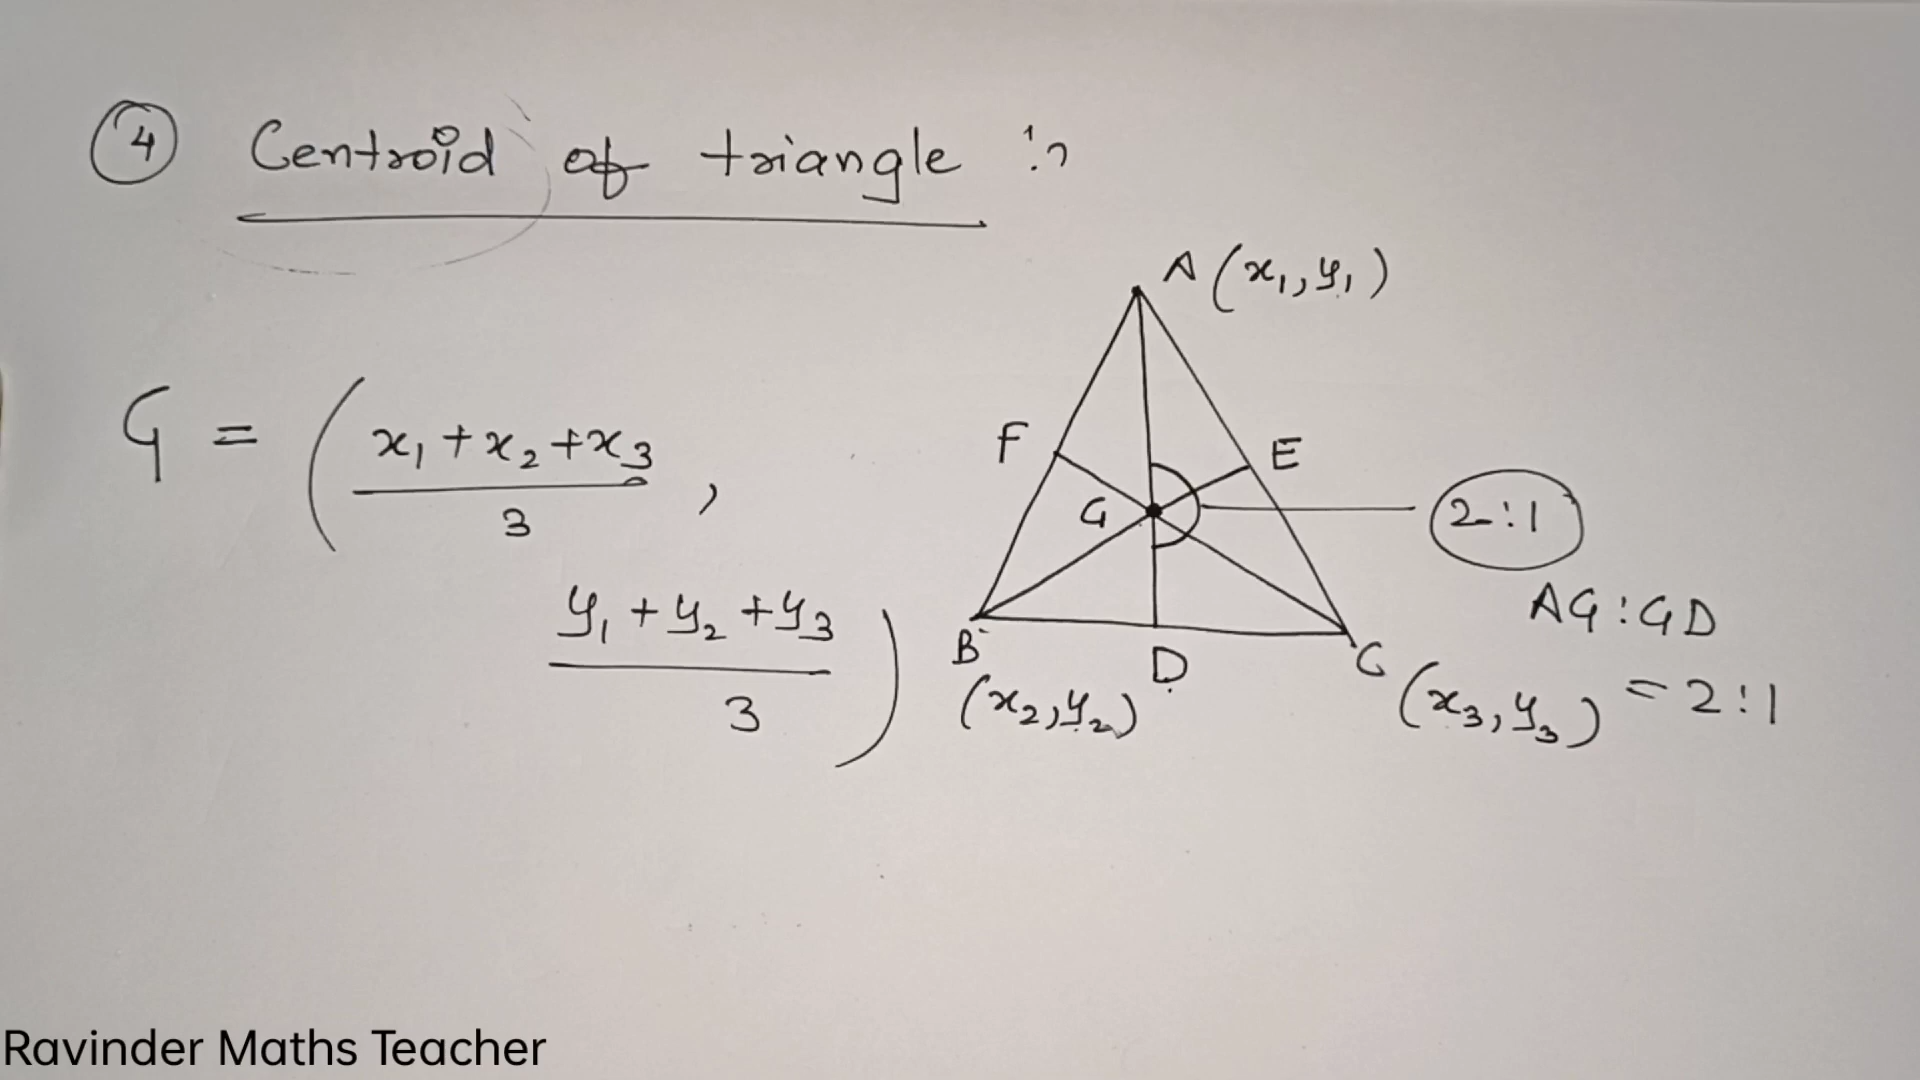 4 Centroid of triangle :-
A (x₁, y₁)
G = ( x₁ + x₂ + x₃
3 ,
F E
G 2:1
y₁ + y₂ + y₃
3 )
AG : GD
= 2 : 1
B D C
(x₂, y₂) (x₃, y₃)
Ravinder Maths Teacher